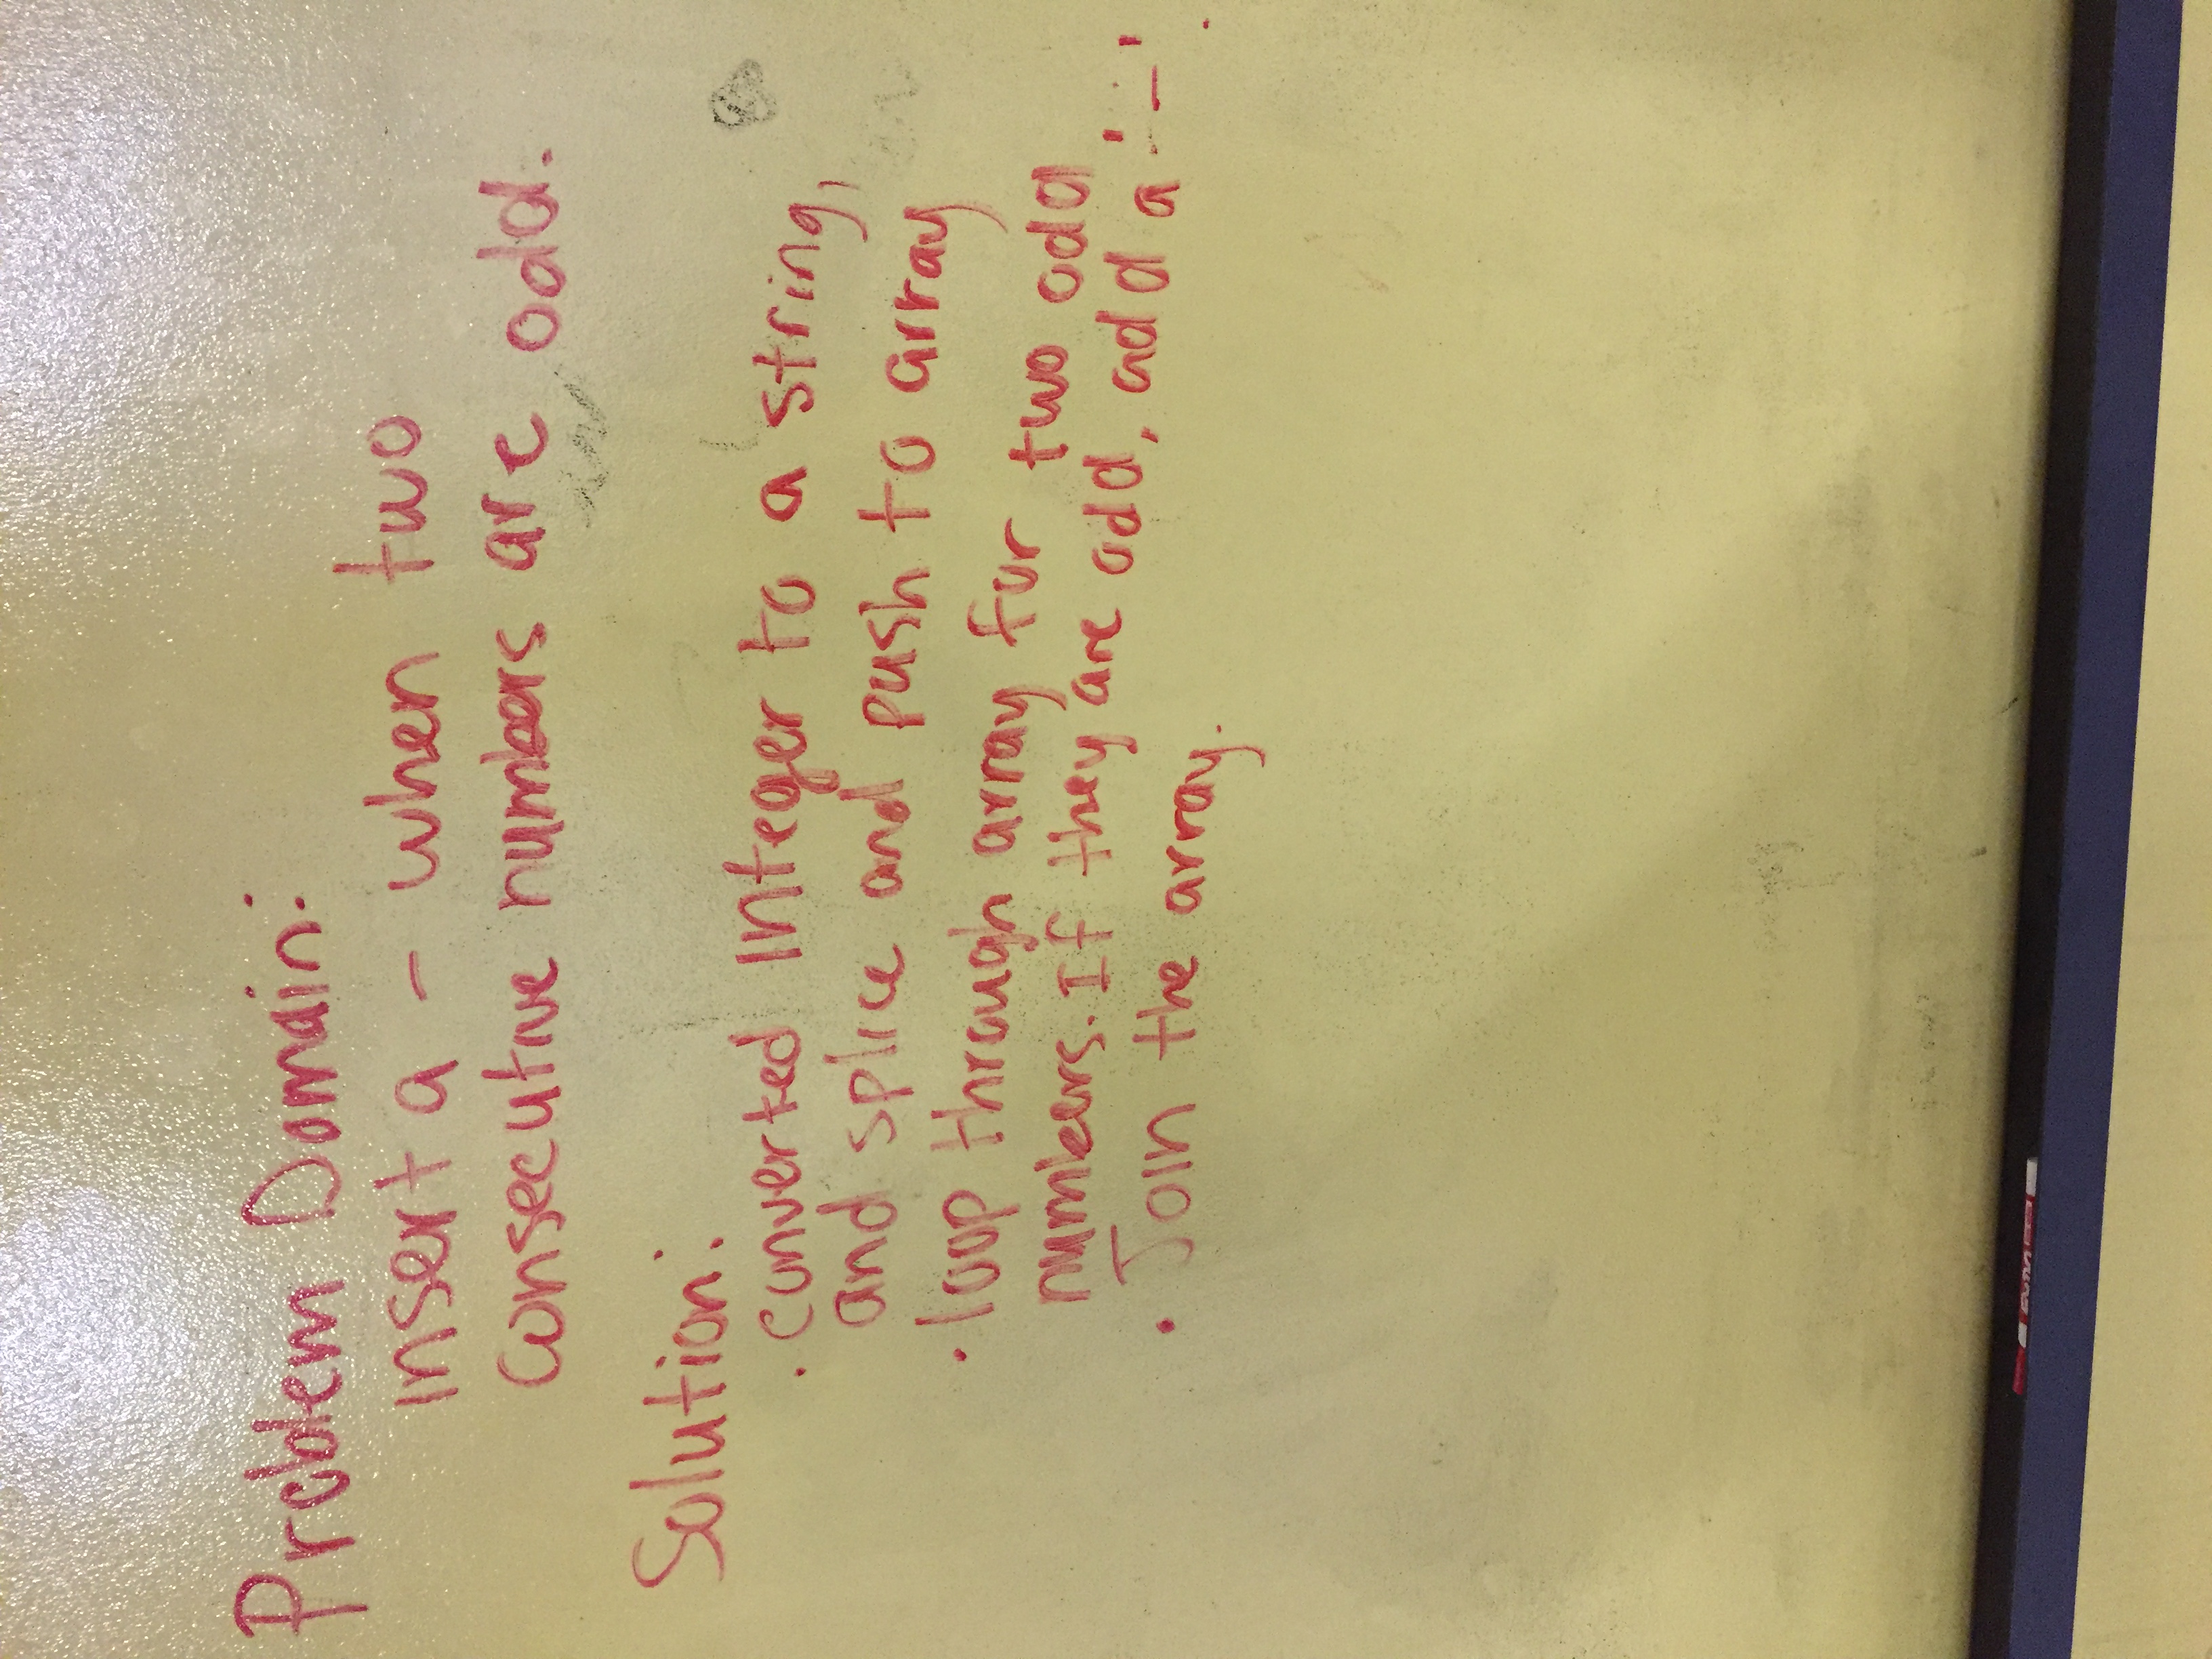 Problem Domain:
insert a - when two
consecutive numbers are odd.
Solution:
. converted Integer to a string,
and splice and push to array
. loop through array for two odd
numbers. If they are odd, add a '-'.
. Join the array.